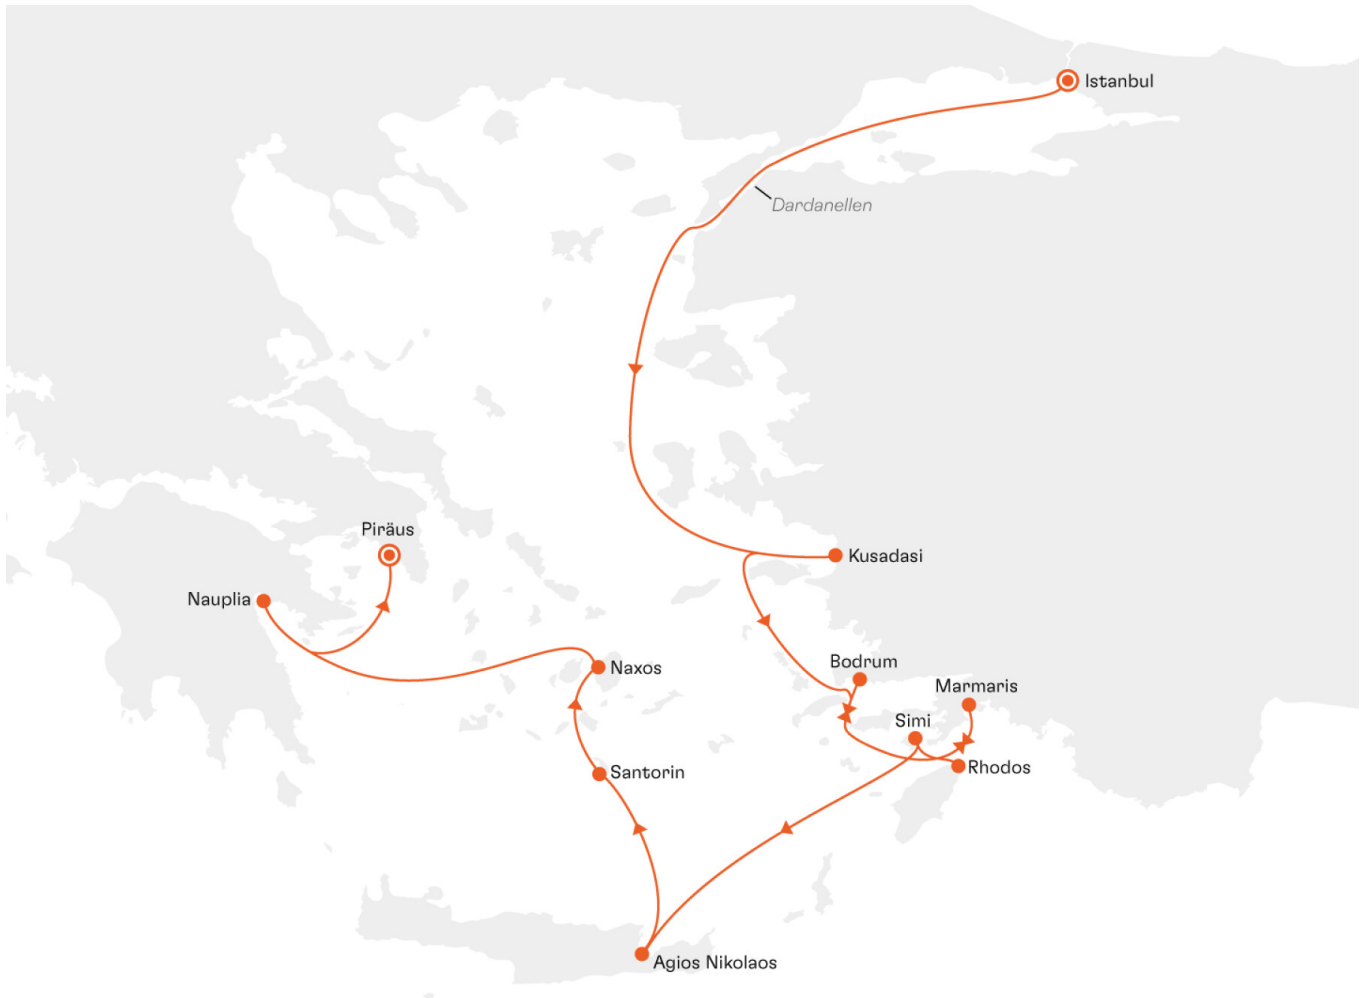 Istanbul
Dardanellen
Piräus
Kusadasi
Nauplia
Bodrum
Naxos
Marmaris
Simi
Santorin
Rhodos
Agios Nikolaos